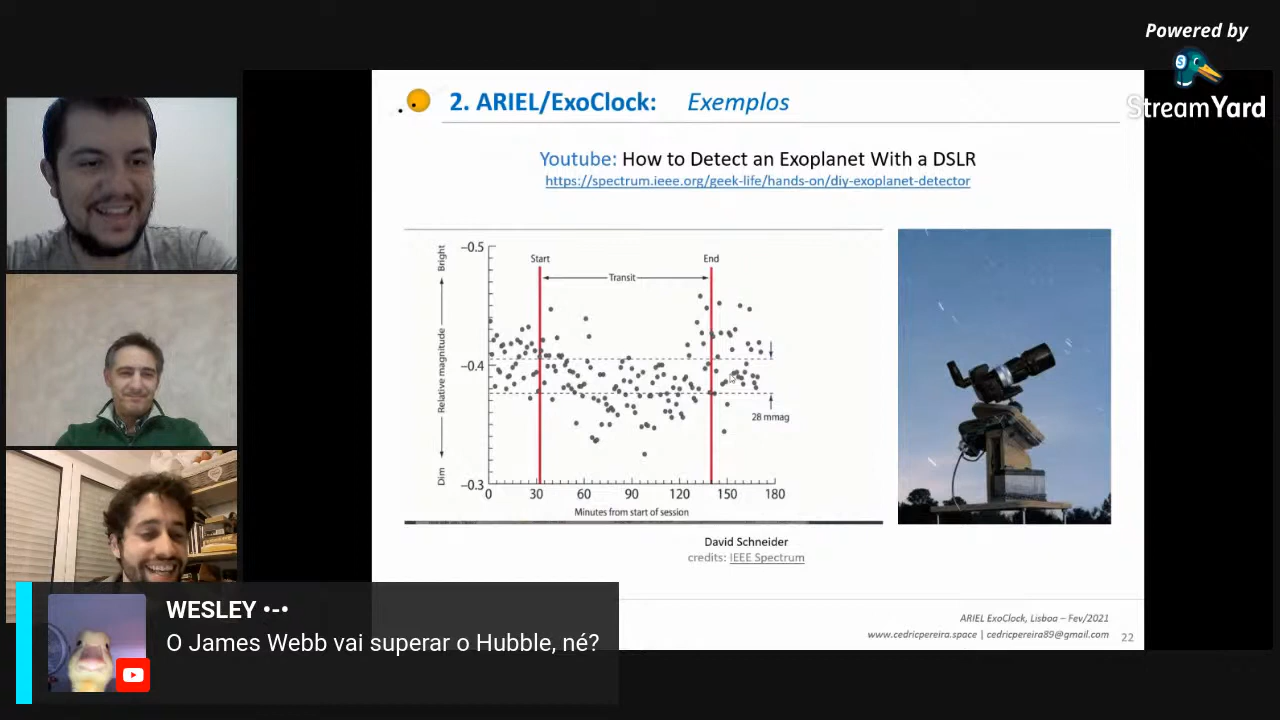 Powered by
StreamYard
2. ARIEL/ExoClock: Exemplos
Youtube: How to Detect an Exoplanet With a DSLR
https://spectrum.ieee.org/geek-life/hands-on/diy-exoplanet-detector
Dim
Relative magnitude
Bright
-0.5
-0.4
-0.3
Start
End
Transit
28 mmag
0 30 60 90 120 150 180
Minutes from start of session
David Schneider
credits: IEEE Spectrum
WESLEY •-•
O James Webb vai superar o Hubble, né?
ARIEL ExoClock, Lisboa - Fev/2021
www.cedricpereira.space | cedricpereira89@gmail.com
22